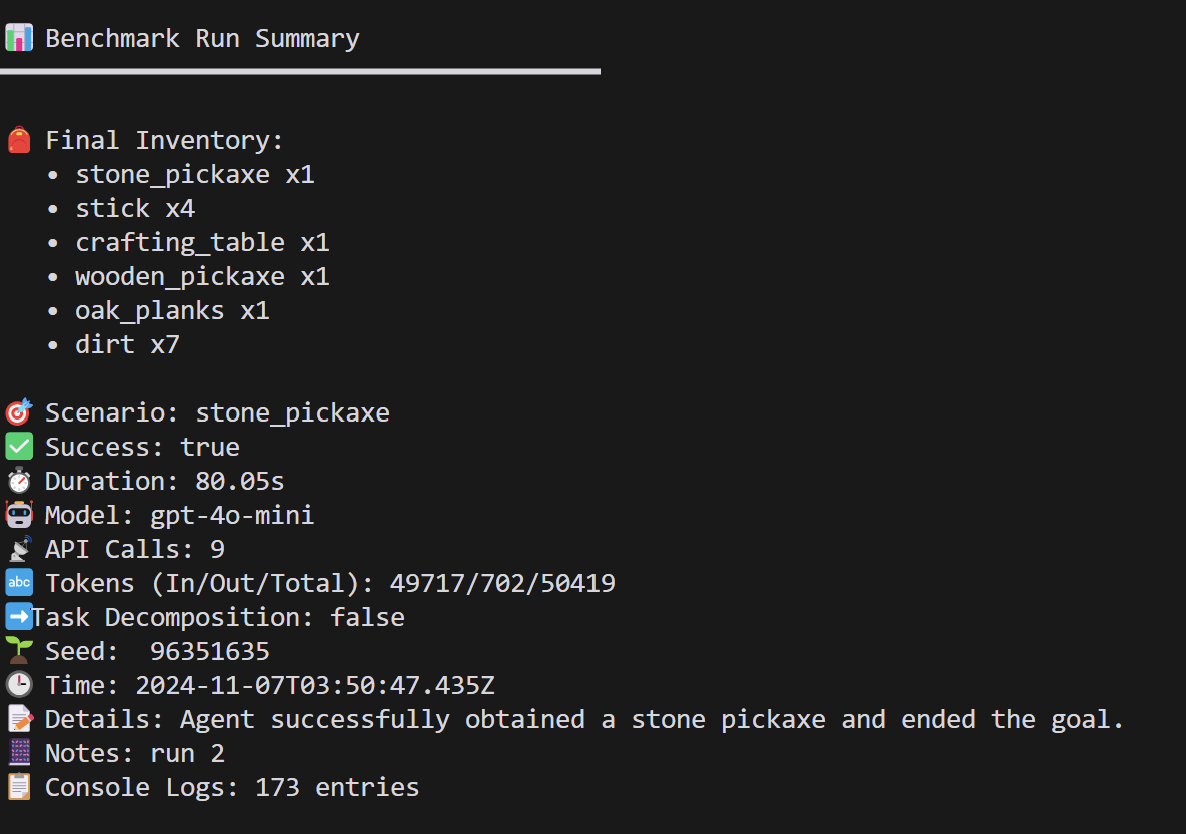 Benchmark Run Summary
Final Inventory:
• stone_pickaxe x1
• stick x4
• crafting_table x1
• wooden_pickaxe x1
• oak_planks x1
• dirt x7
Scenario: stone_pickaxe
Success: true
Duration: 80.05s
Model: gpt-4o-mini
API Calls: 9
abc Tokens (In/Out/Total): 49717/702/50419
Task Decomposition: false
Seed:  96351635
Time: 2024-11-07T03:50:47.435Z
Details: Agent successfully obtained a stone pickaxe and ended the goal.
Notes: run 2
Console Logs: 173 entries